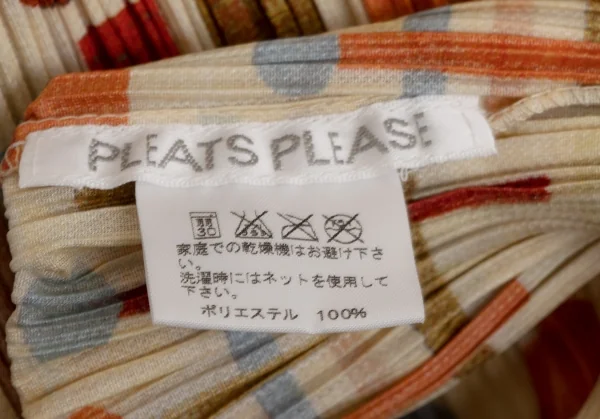 PLEATS PLEASE
弱 30
家庭での乾燥機はお避け下さ
い。
洗濯時にはネットを使用して
下さい。
ポリエステル 100%